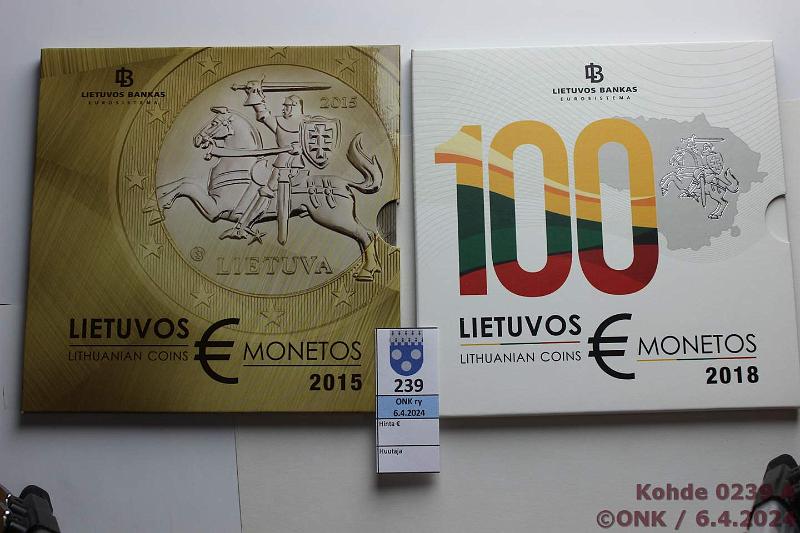 LIETUVOS BANKAS
EUROSISTEMA
2015
LIETUVA
LIETUVOS
LITHUANIAN COINS
€
MONETOS
2015
LIETUVOS BANKAS
EUROSISTEMA
100
LIETUVOS
LITHUANIAN COINS
€
MONETOS
2018
239
ONK ry
6.4.2024
Hinta €
Huutaja
Kohde 0239 A
©ONK / 6.4.2024